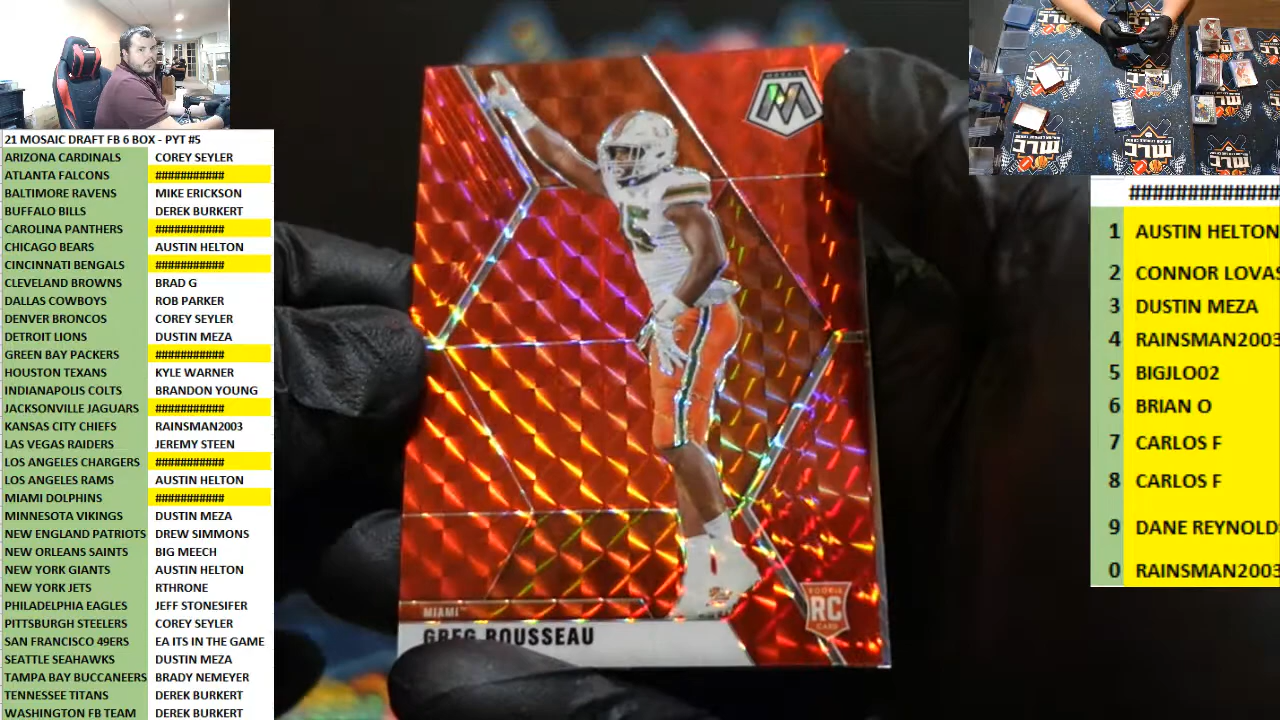 21 MOSAIC DRAFT FB 6 BOX - PYT #5
ARIZONA CARDINALS COREY SEYLER
ATLANTA FALCONS ###########
BALTIMORE RAVENS MIKE ERICKSON
BUFFALO BILLS DEREK BURKERT
CAROLINA PANTHERS ###########
CHICAGO BEARS AUSTIN HELTON
CINCINNATI BENGALS ###########
CLEVELAND BROWNS BRAD G
DALLAS COWBOYS ROB PARKER
DENVER BRONCOS COREY SEYLER
DETROIT LIONS DUSTIN MEZA
GREEN BAY PACKERS ###########
HOUSTON TEXANS KYLE WARNER
INDIANAPOLIS COLTS BRANDON YOUNG
JACKSONVILLE JAGUARS ###########
KANSAS CITY CHIEFS RAINSMAN2003
LAS VEGAS RAIDERS JEREMY STEEN
LOS ANGELES CHARGERS ###########
LOS ANGELES RAMS AUSTIN HELTON
MIAMI DOLPHINS ###########
MINNESOTA VIKINGS DUSTIN MEZA
NEW ENGLAND PATRIOTS DREW SIMMONS
NEW ORLEANS SAINTS BIG MEECH
NEW YORK GIANTS AUSTIN HELTON
NEW YORK JETS RTHRONE
PHILADELPHIA EAGLES JEFF STONESIFER
PITTSBURGH STEELERS COREY SEYLER
SAN FRANCISCO 49ERS EA ITS IN THE GAME
SEATTLE SEAHAWKS DUSTIN MEZA
TAMPA BAY BUCCANEERS BRADY NEMEYER
TENNESSEE TITANS DEREK BURKERT
WASHINGTON FB TEAM DEREK BURKERT
MOSAIC
M
5
MIAMI
GREG ROUSSEAU
ROOKIE
RC
CARD
#############
1 AUSTIN HELTON
2 CONNOR LOVAS
3 DUSTIN MEZA
4 RAINSMAN2003
5 BIGJLO02
6 BRIAN O
7 CARLOS F
8 CARLOS F
9 DANE REYNOLD
0 RAINSMAN2003